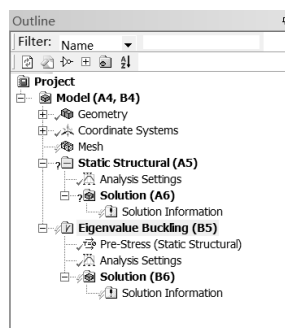 Outline
Filter: Name
Project
Model (A4, B4)
Geometry
Coordinate Systems
Mesh
Static Structural (A5)
Analysis Settings
Solution (A6)
Solution Information
Eigenvalue Buckling (B5)
Pre-Stress (Static Structural)
Analysis Settings
Solution (B6)
Solution Information